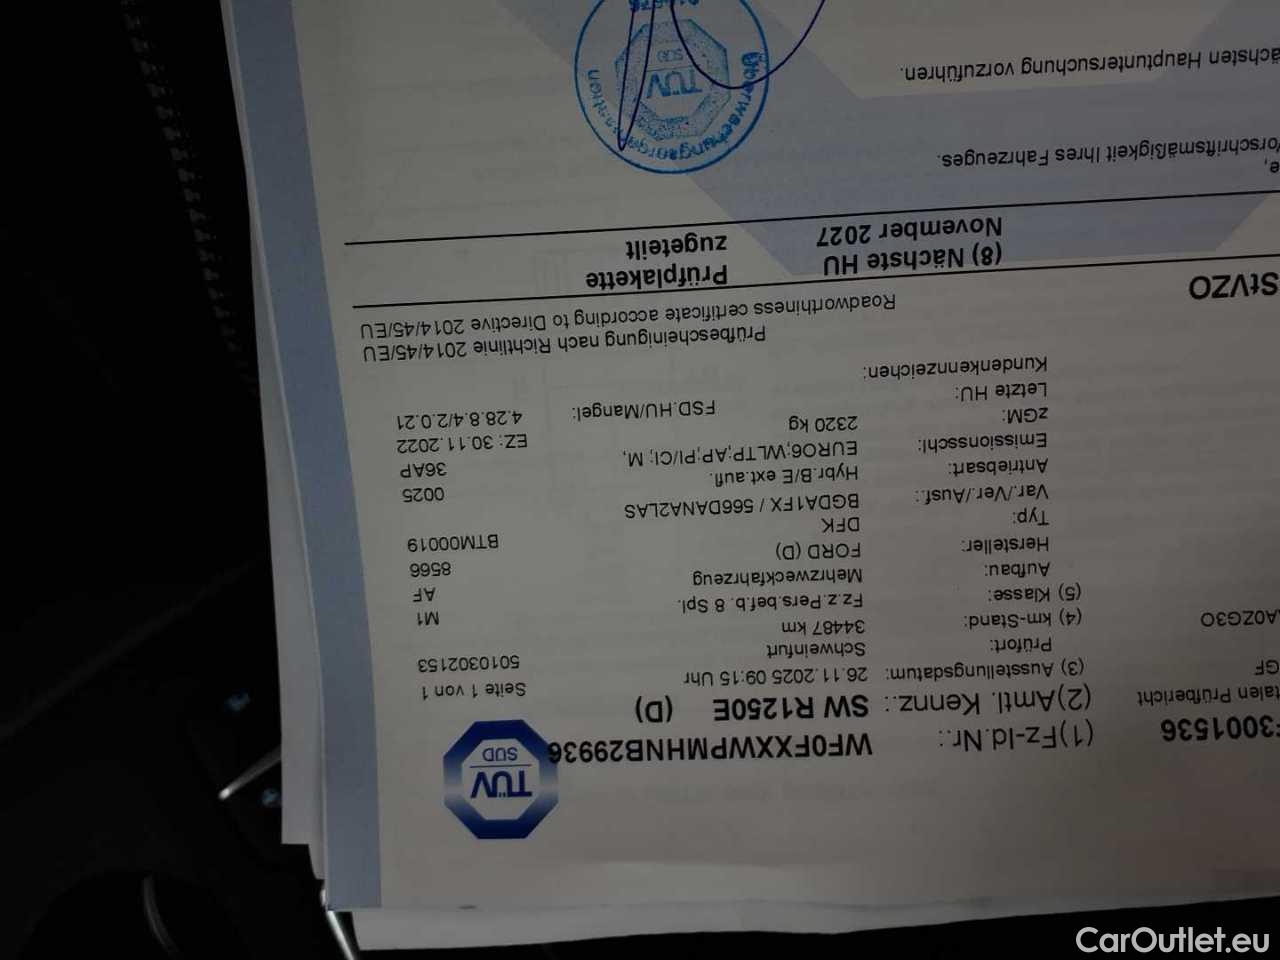 TÜV
SÜD
Seite 1 von 1
3001536
(1)Fz-Id.Nr.: WF0FXXWPMHNB29936
talen Prüfbericht
(2)Amtl. Kennz.: SW R1250E (D)
GF
(3) Ausstellungsdatum: 26.11.2025 09:15 Uhr 5010302153
Prüfort: Schweinfurt
A0ZG3O
(4) km-Stand: 34487 km
(5) Klasse: Fz.z.Pers.bef.b. 8 Spl. M1
Aufbau: Mehrzweckfahrzeug AF
Hersteller: FORD (D) 8566
Typ: DFK BTM00019
Var./Ver./Ausf.: BGDA1FX / 566DANA2LAS 0025
Antriebsart: Hybr.B/E ext.aufl. 36AP
Emissionsschl: EURO6;WLTP;AP;PI/CI; M, EZ: 30.11.2022
zGM: 2320 kg FSD.HU/Mangel: 4.28.8.4/2.0.21
Letzte HU:
Kundenkennzeichen:
Prüfbescheinigung nach Richtlinie 2014/45/EU
Roadworthiness certificate according to Directive 2014/45/EU
StVZO
(8) Nächste HU Prüfplakette
November 2027 zugeteilt
e,
Vorschriftsmäßigkeit Ihres Fahrzeuges.
ächsten Hauptuntersuchung vorzuführen.
TÜV
SÜD
CarOutlet.eu